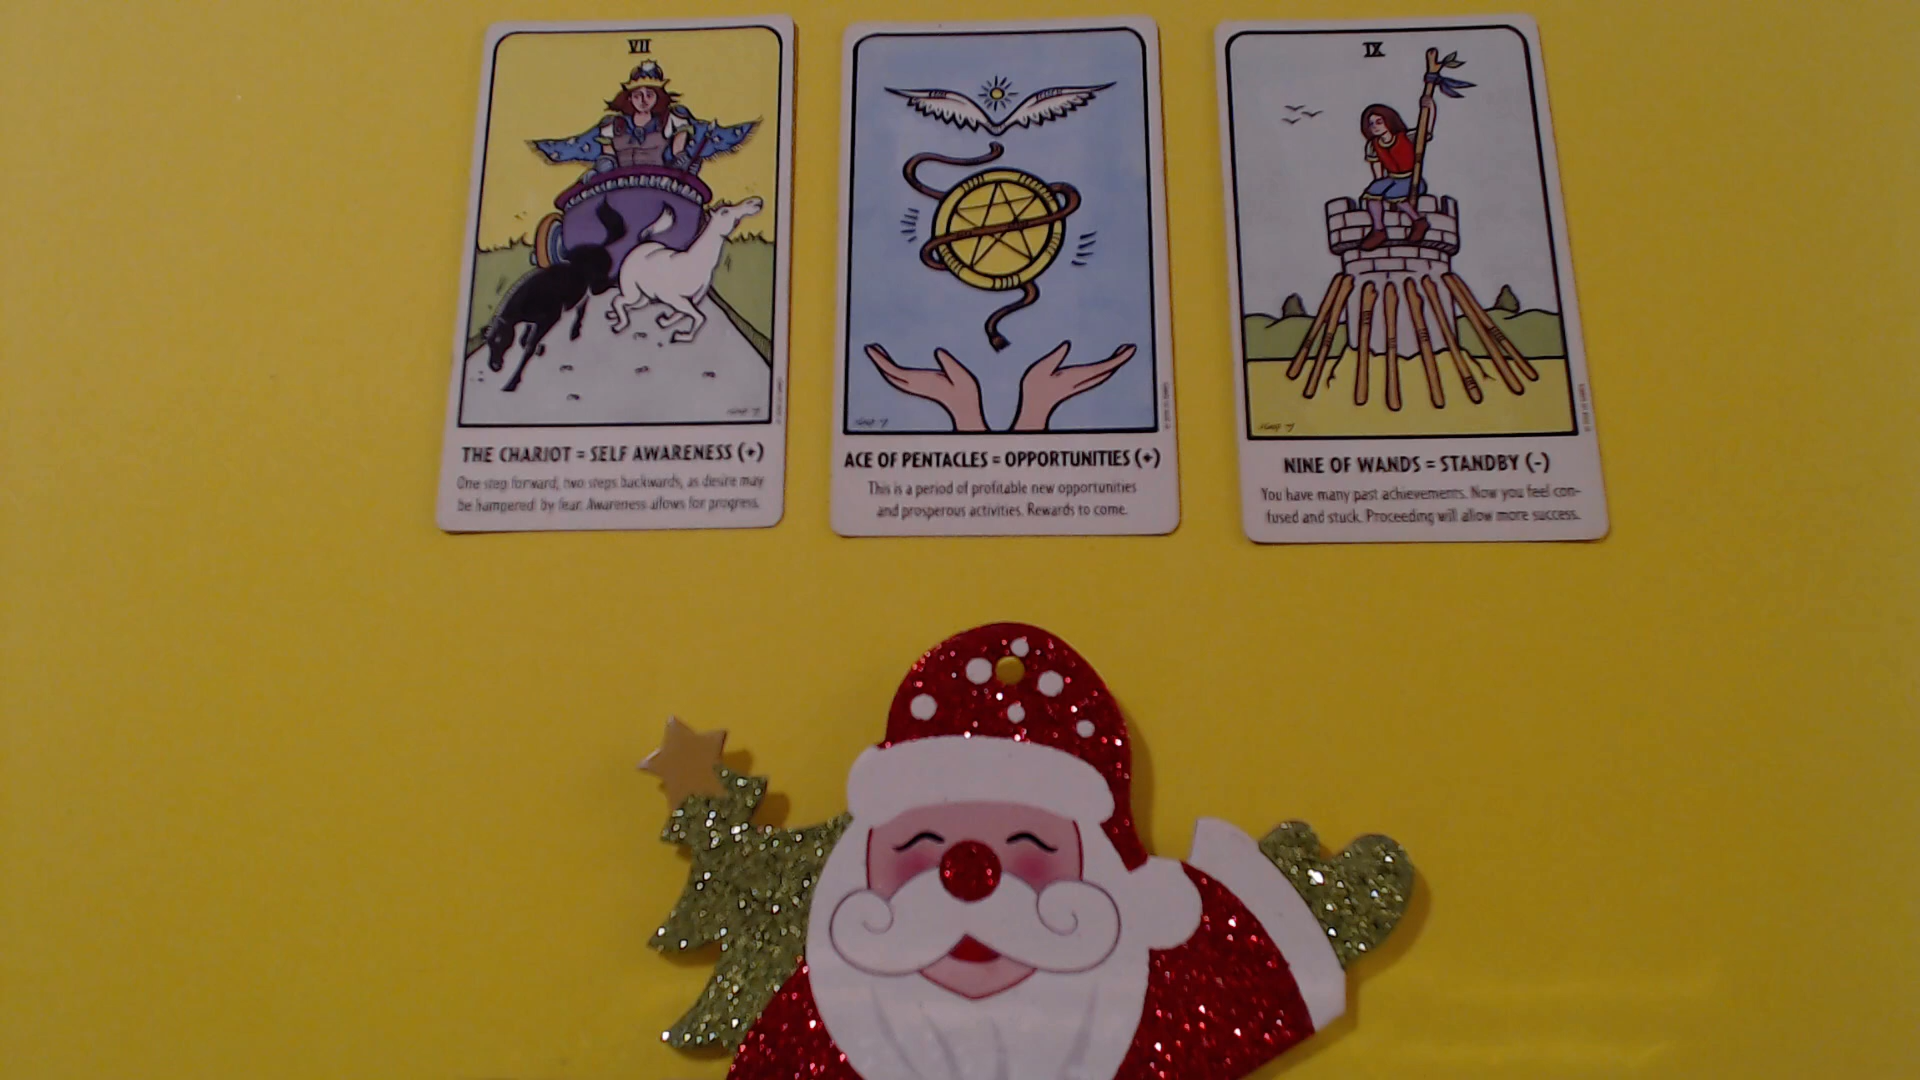 VII
THE CHARIOT = SELF AWARENESS (+)
One step forward, two steps backwards, as desire may
be hampered by fear. Awareness allows for progress.
ACE OF PENTACLES = OPPORTUNITIES (+)
This is a period of profitable new opportunities
and prosperous activities. Rewards to come.
IX
NINE OF WANDS = STANDBY (-)
You have many past achievements. Now you feel con-
fused and stuck. Proceeding will allow more success.